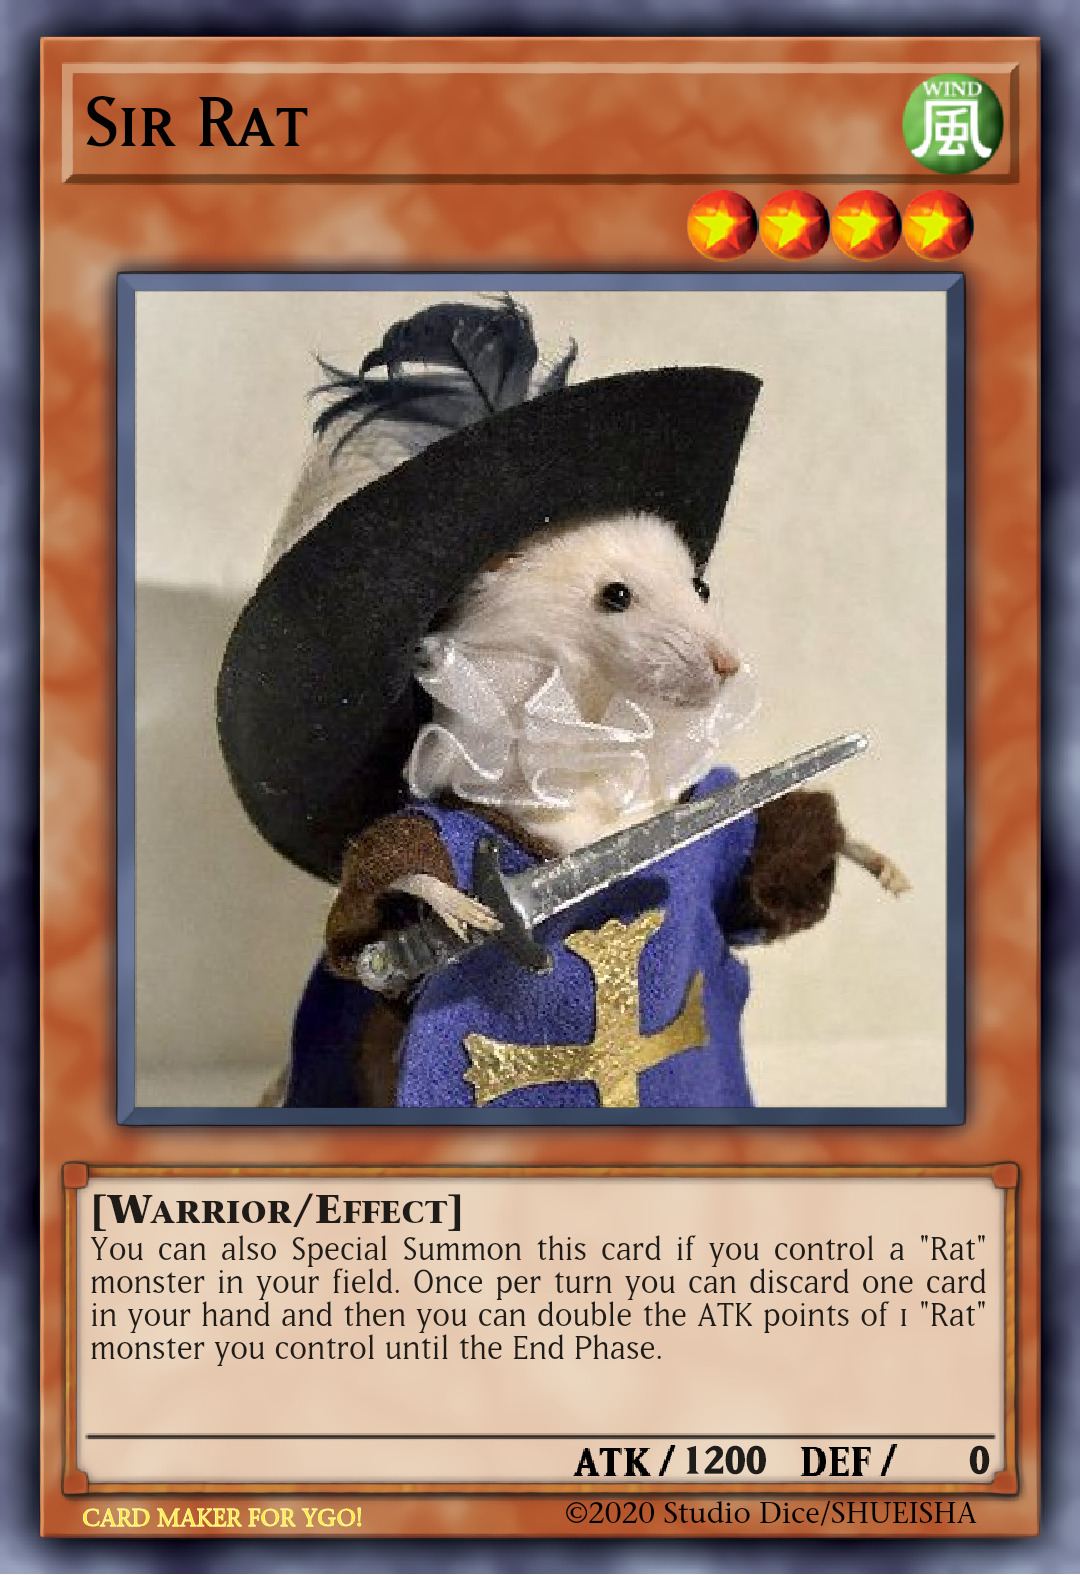 Sir Rat
WIND
風
[Warrior/Effect]
You can also Special Summon this card if you control a "Rat"
monster in your field. Once per turn you can discard one card
in your hand and then you can double the ATK points of 1 "Rat"
monster you control until the End Phase.
ATK / 1200 DEF / 0
CARD MAKER FOR YGO!
©2020 Studio Dice/SHUEISHA